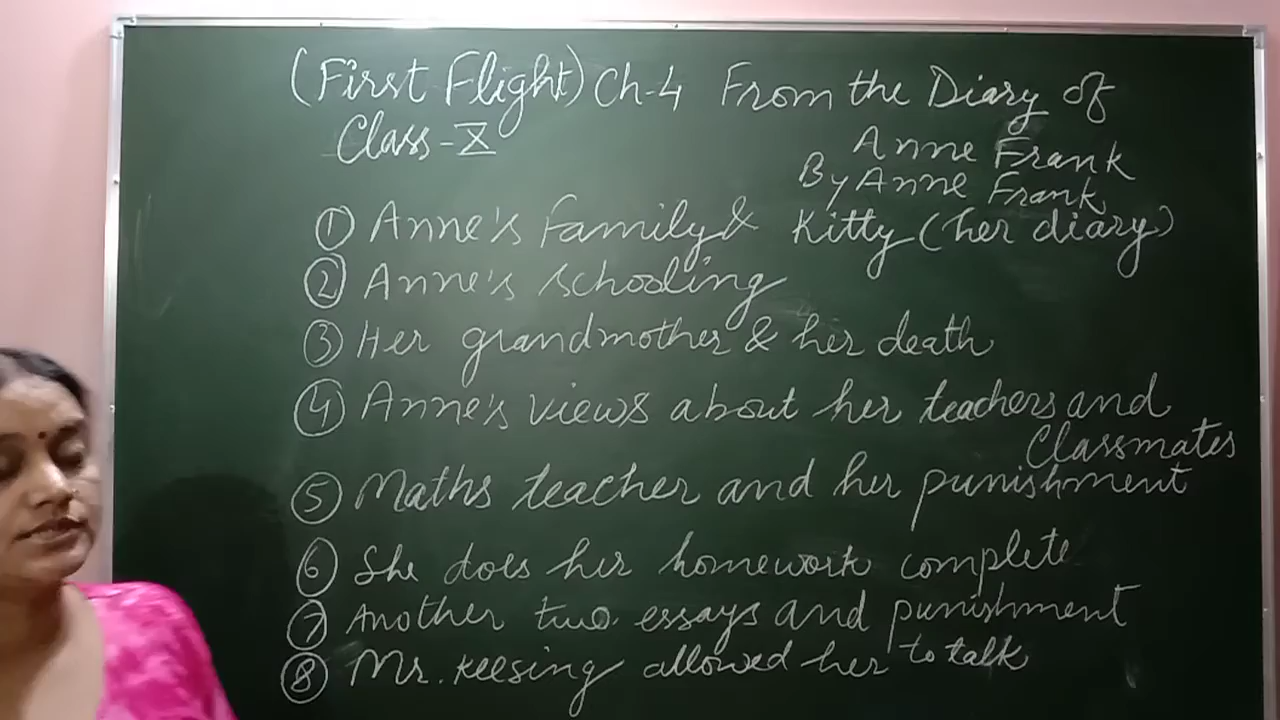 (First Flight) Ch-4 From the Diary of
Class-X
Anne Frank
By Anne Frank
① Anne's Family & Kitty (her diary)
② Anne's schooling
③ Her grandmother & her death
④ Anne's views about her teachers and
Classmates
⑤ Maths teacher and her punishment
⑥ She does her homework complete
⑦ Another two essays and punishment
⑧ Mr. Keesing allowed her to talk